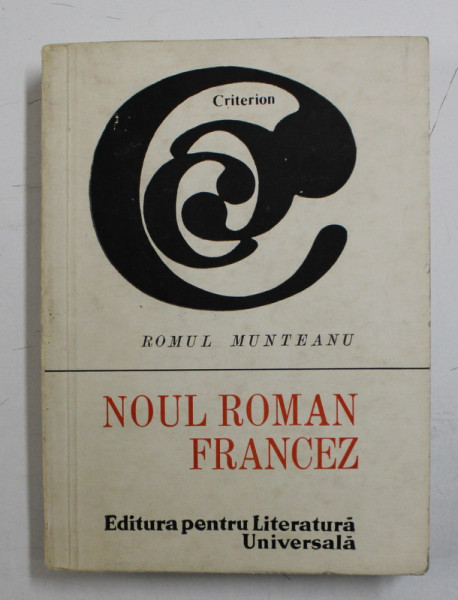 Criterion
ROMUL MUNTEANU
NOUL ROMAN
FRANCEZ
Editura pentru Literatură
Universală